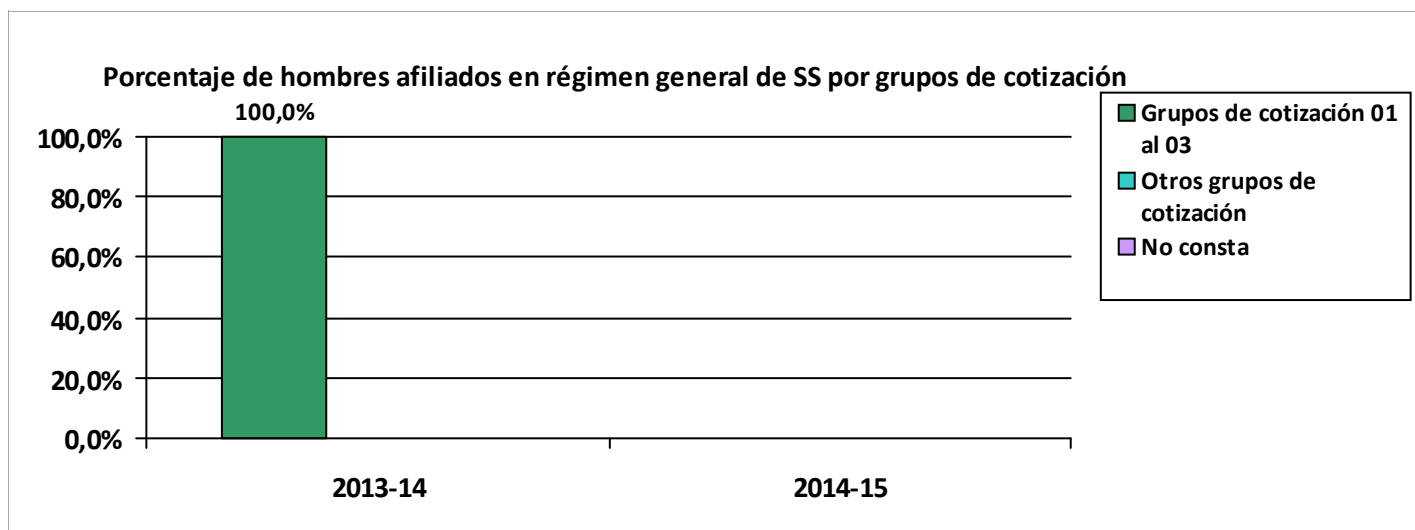 Porcentaje de hombres afiliados en régimen general de SS por grupos de cotización
100,0%
100,0%
80,0%
60,0%
40,0%
20,0%
0,0%
2013-14
2014-15
Grupos de cotización 01
al 03
Otros grupos de
cotización
No consta